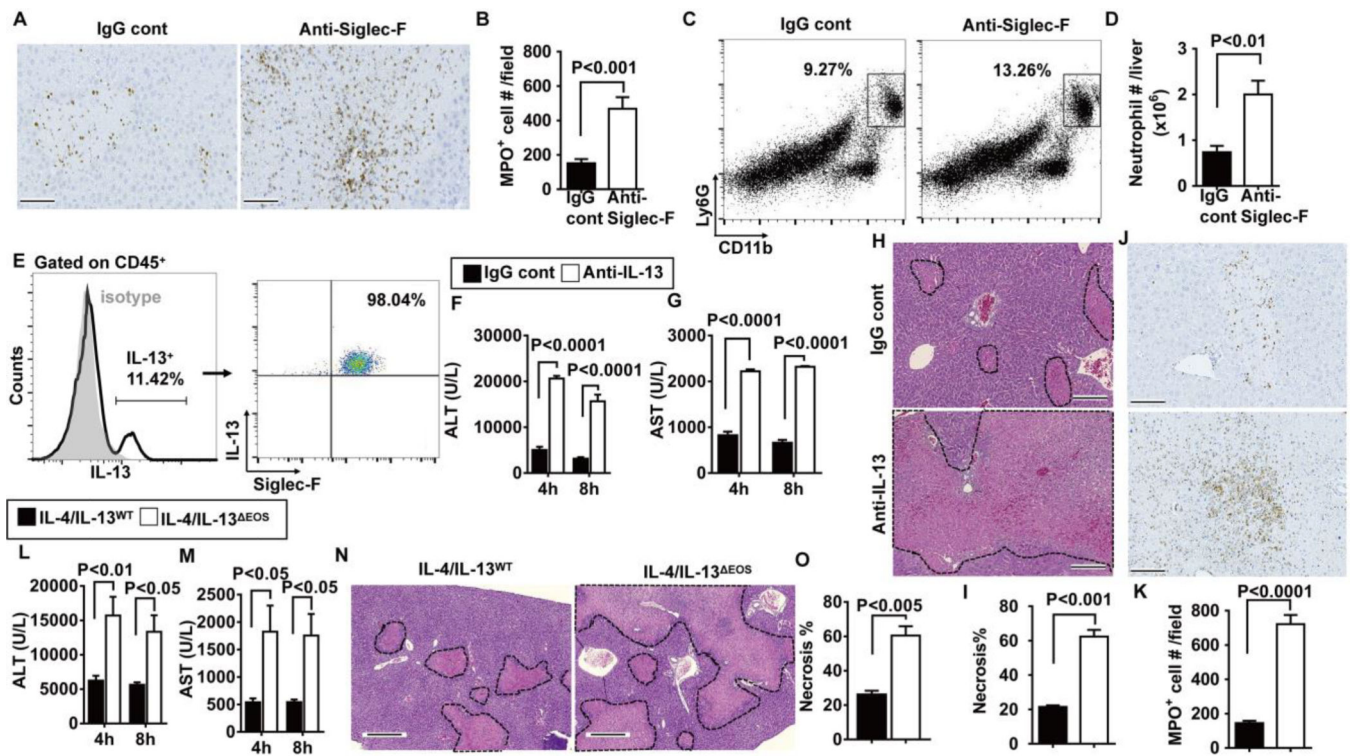 A
IgG cont
Anti-Siglec-F
B
MPO⁺ cell # /field
800
600
400
200
0
P<0.001
IgG
cont
Anti-
Siglec-F
C
IgG cont
Anti-Siglec-F
9.27%
13.26%
Ly6G
CD11b
D
Neutrophil # /liver
(x10⁶)
3
2
1
0
P<0.01
IgG
cont
Anti-
Siglec-F
E
Gated on CD45⁺
isotype
IL-13⁺
11.42%
Counts
IL-13
98.04%
IL-13
Siglec-F
IgG cont
Anti-IL-13
F
ALT (U/L)
30000
20000
10000
0
P<0.0001
P<0.0001
4h
8h
G
AST (U/L)
3000
2000
1000
0
P<0.0001
P<0.0001
4h
8h
H
IgG cont
Anti-IL-13
J
IL-4/IL-13ᵂᵀ
IL-4/IL-13ΔEOS
L
ALT (U/L)
20000
15000
10000
5000
0
P<0.01
P<0.05
4h
8h
M
AST (U/L)
2500
2000
1500
1000
500
0
P<0.05
P<0.05
4h
8h
N
IL-4/IL-13ᵂᵀ
IL-4/IL-13ΔEOS
O
Necrosis %
80
60
40
20
0
P<0.005
I
Necrosis%
80
60
40
20
0
P<0.001
K
MPO⁺ cell # /field
800
600
400
200
0
P<0.0001